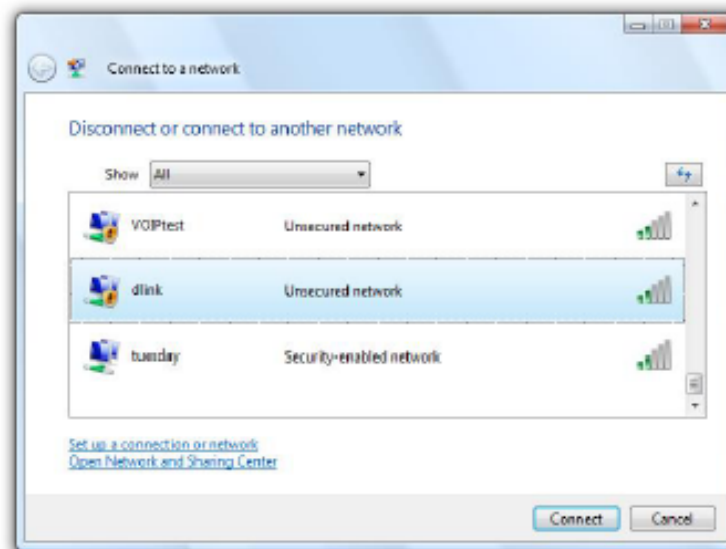 Connect to a network
Disconnect or connect to another network
Show All
VOIPtest Unsecured network
dlink Unsecured network
tuesday Security-enabled network
Set up a connection or network
Open Network and Sharing Center
Connect Cancel